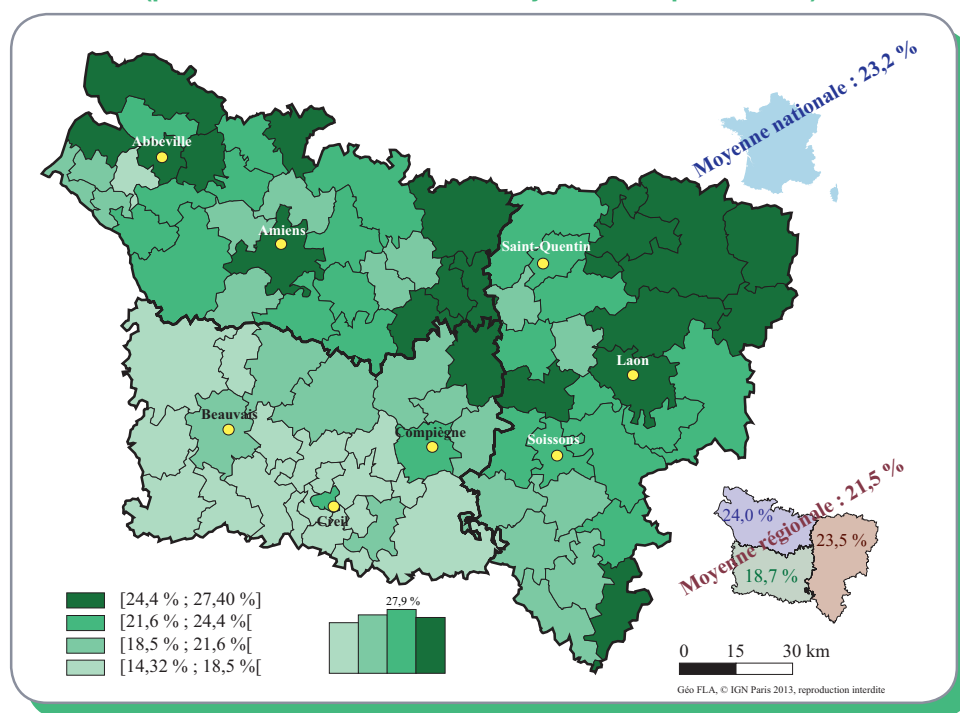 Moyenne nationale : 23,2 %
Abbeville
Amiens
Saint-Quentin
Laon
Beauvais
Compiègne
Soissons
Creil
Moyenne régionale : 21,5 %
24,0 %
23,5 %
18,7 %
[24,4 % ; 27,40 %]
[21,6 % ; 24,4 %[
[18,5 % ; 21,6 %[
[14,32 % ; 18,5 %[
27,9 %
0 15 30 km
Géo FLA, © IGN Paris 2013, reproduction interdite